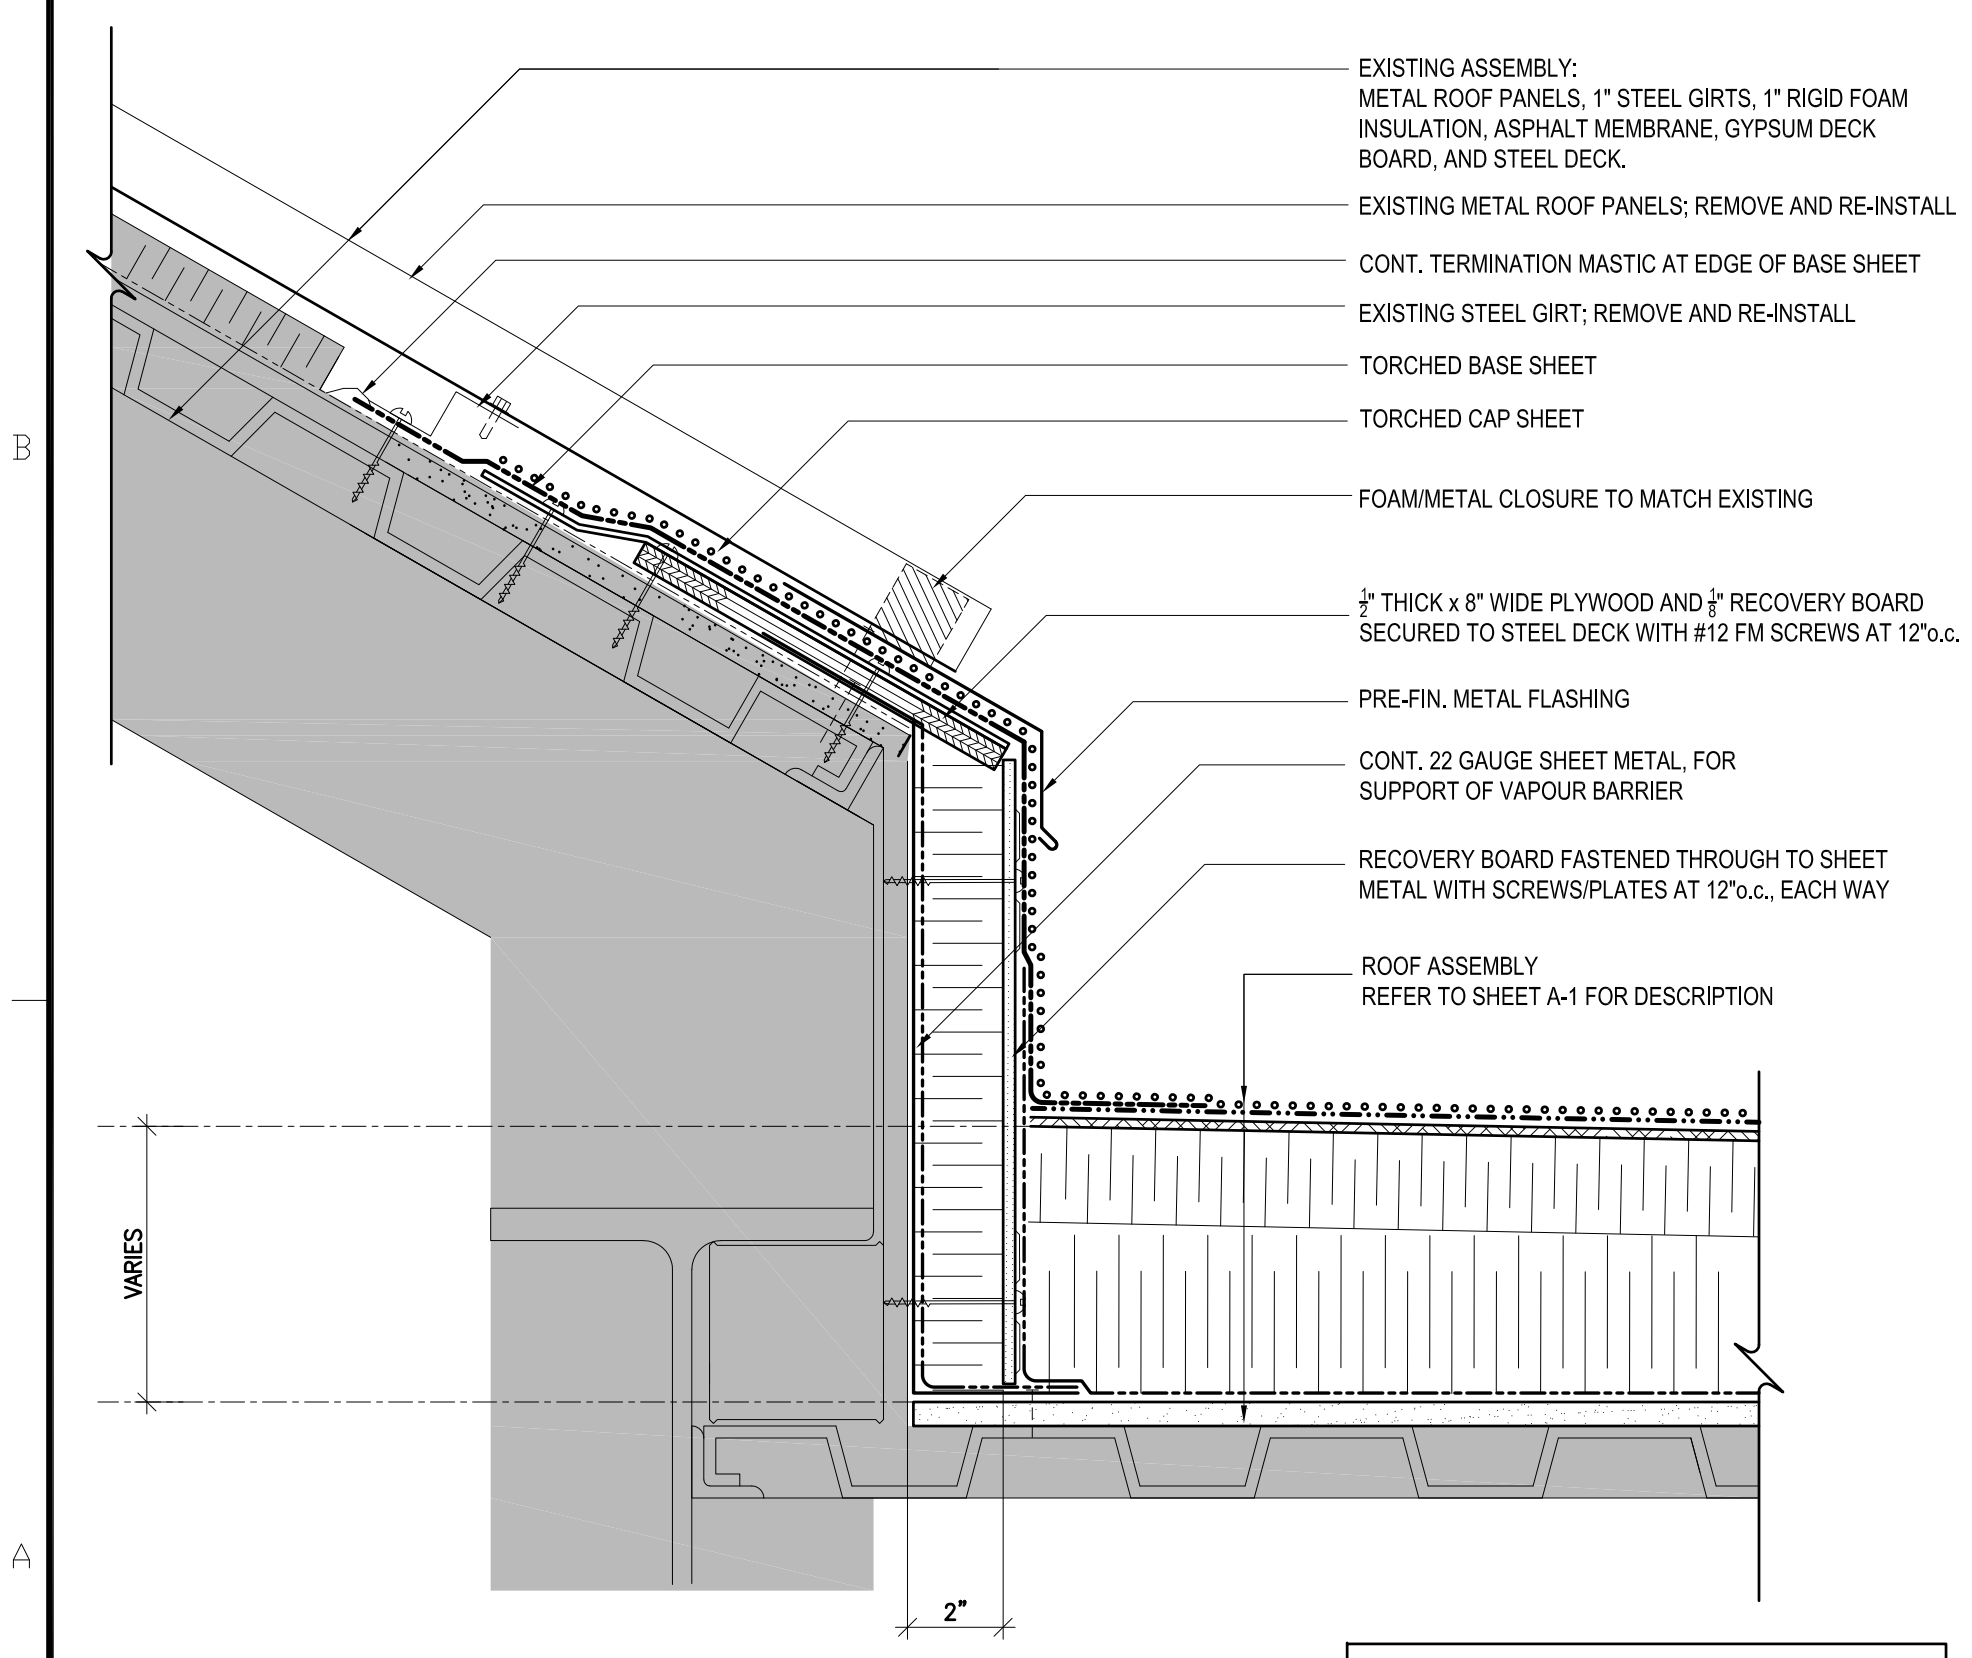 EXISTING ASSEMBLY:
METAL ROOF PANELS, 1" STEEL GIRTS, 1" RIGID FOAM
INSULATION, ASPHALT MEMBRANE, GYPSUM DECK
BOARD, AND STEEL DECK.
EXISTING METAL ROOF PANELS; REMOVE AND RE-INSTALL
CONT. TERMINATION MASTIC AT EDGE OF BASE SHEET
EXISTING STEEL GIRT; REMOVE AND RE-INSTALL
TORCHED BASE SHEET
TORCHED CAP SHEET
FOAM/METAL CLOSURE TO MATCH EXISTING
1/2" THICK x 8" WIDE PLYWOOD AND 1/8" RECOVERY BOARD
SECURED TO STEEL DECK WITH #12 FM SCREWS AT 12"o.c.
PRE-FIN. METAL FLASHING
CONT. 22 GAUGE SHEET METAL, FOR
SUPPORT OF VAPOUR BARRIER
RECOVERY BOARD FASTENED THROUGH TO SHEET
METAL WITH SCREWS/PLATES AT 12"o.c., EACH WAY
ROOF ASSEMBLY
REFER TO SHEET A-1 FOR DESCRIPTION
B
VARIES
A
2"